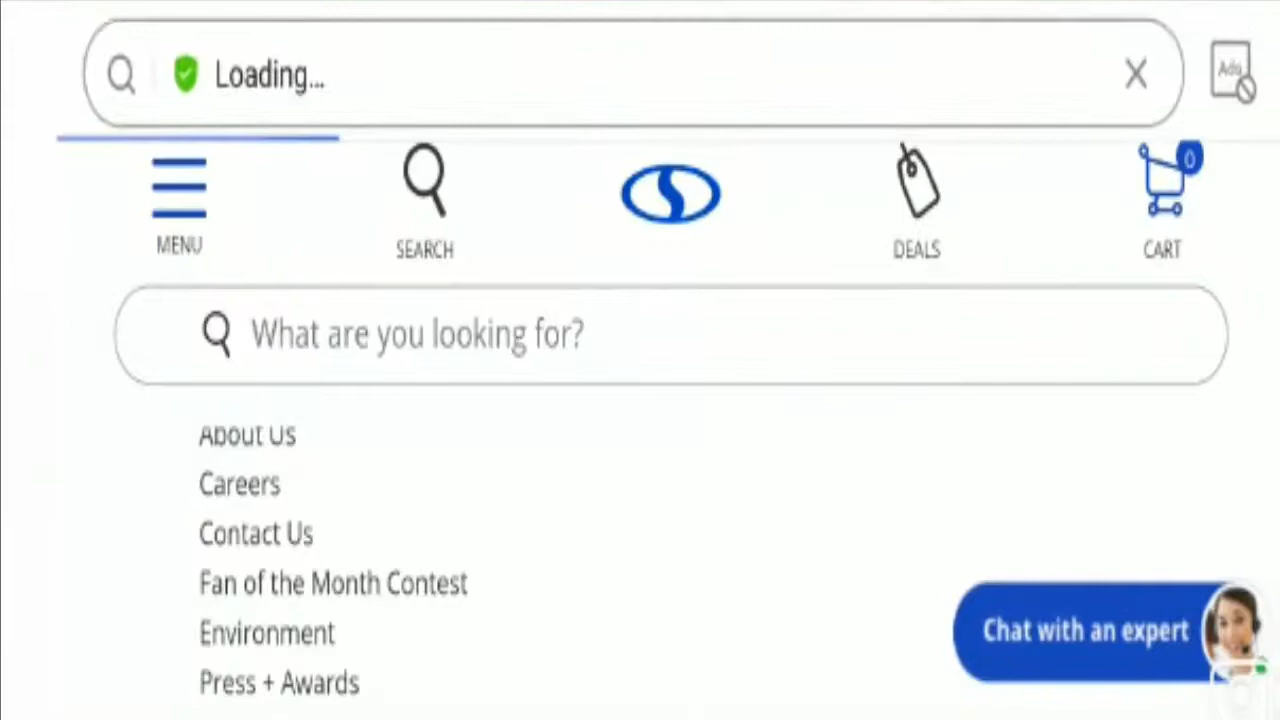 Loading...
Ads
0
MENU
SEARCH
DEALS
CART
What are you looking for?
About Us
Careers
Contact Us
Fan of the Month Contest
Environment
Press + Awards
Chat with an expert